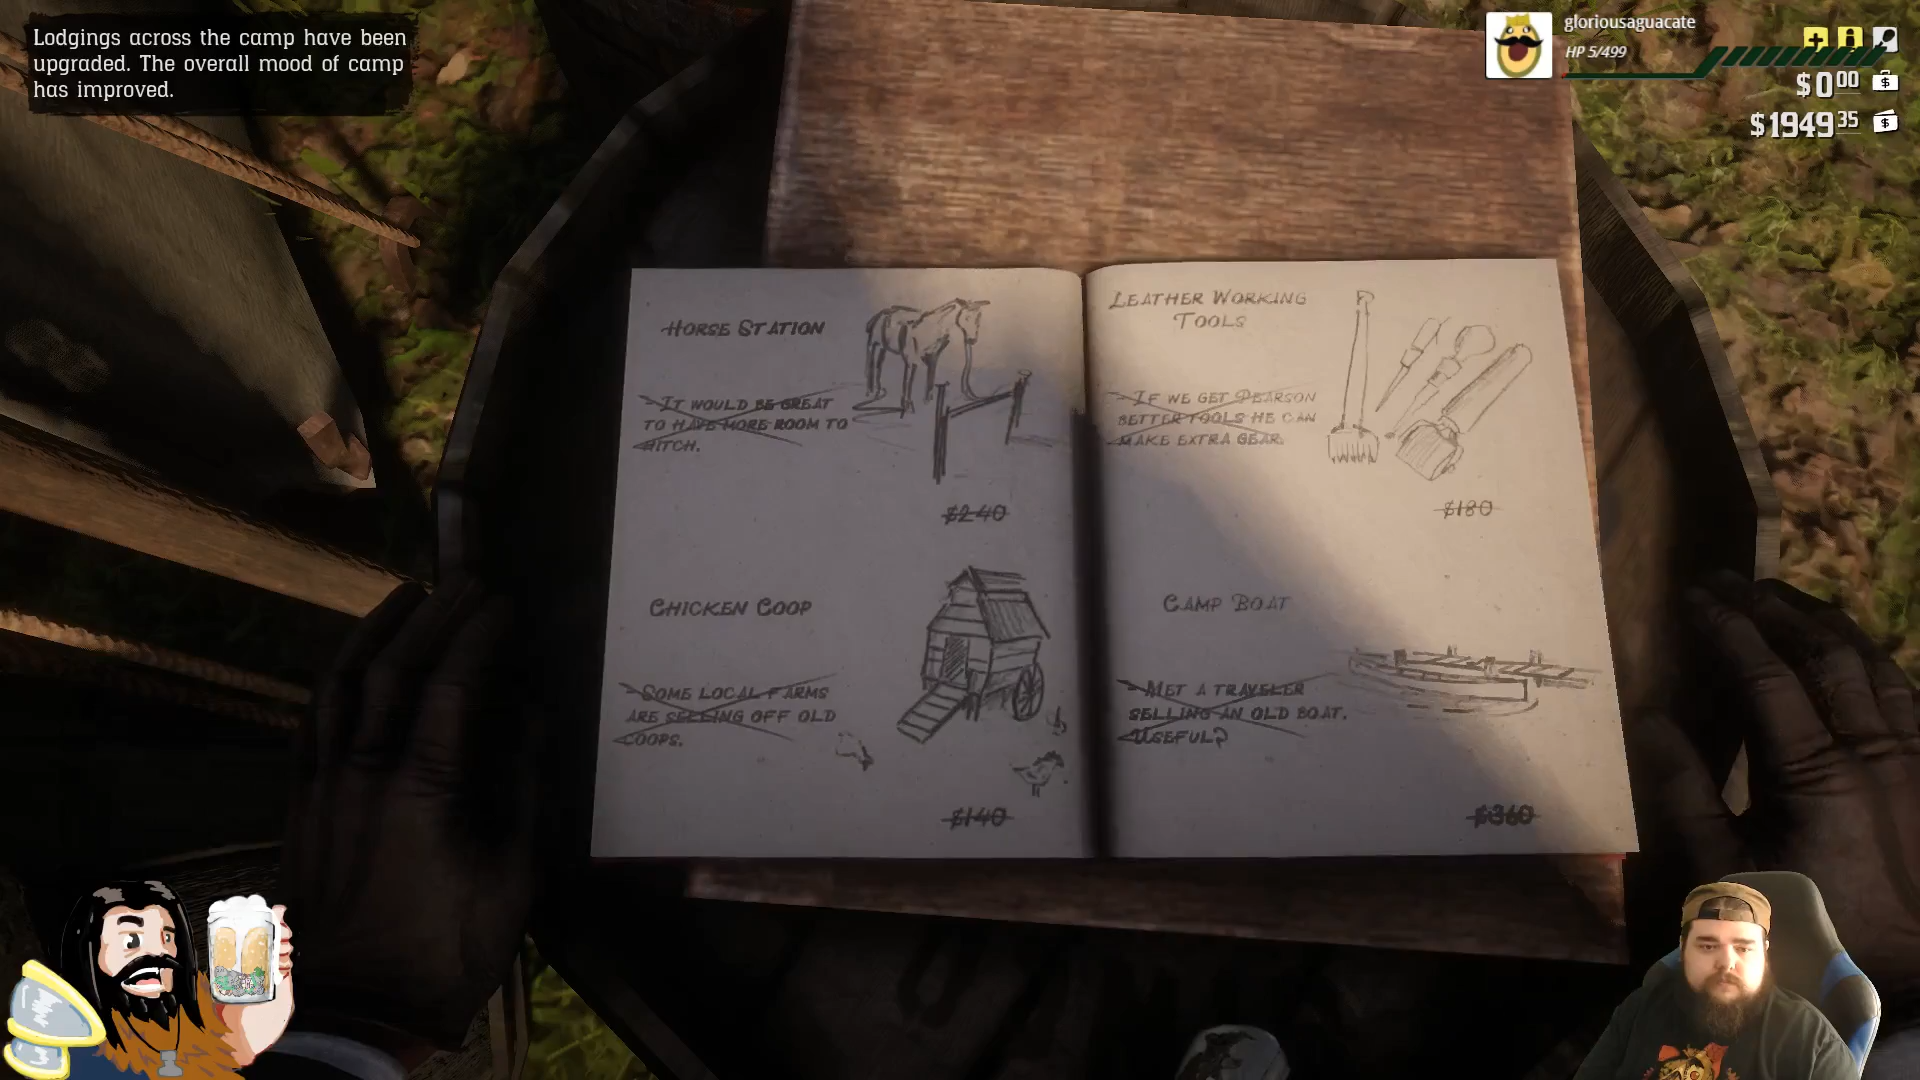 Lodgings across the camp have been
upgraded. The overall mood of camp
has improved.
gloriousaguacate
HP 5/499
$0 00
$1949 35
HORSE STATION
- IT WOULD BE GREAT
TO HAVE MORE ROOM TO
HITCH.
$240
CHICKEN COOP
- SOME LOCAL FARMS
ARE SELLING OFF OLD
COOPS.
$140
LEATHER WORKING
TOOLS
- IF WE GET PEARSON
BETTER TOOLS HE CAN
MAKE EXTRA GEAR.
$180
CAMP BOAT
- MET A TRAVELER
SELLING AN OLD BOAT.
USEFUL?
$360